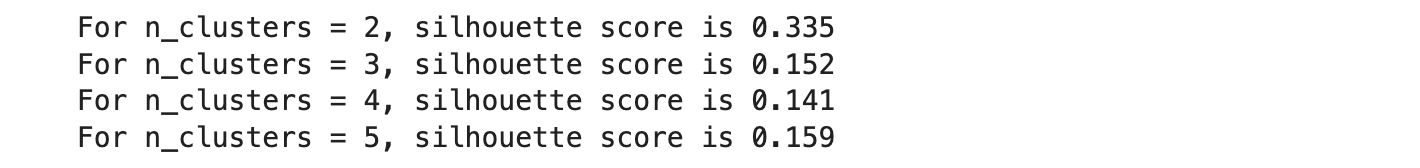 For n_clusters = 2, silhouette score is 0.335
For n_clusters = 3, silhouette score is 0.152
For n_clusters = 4, silhouette score is 0.141
For n_clusters = 5, silhouette score is 0.159